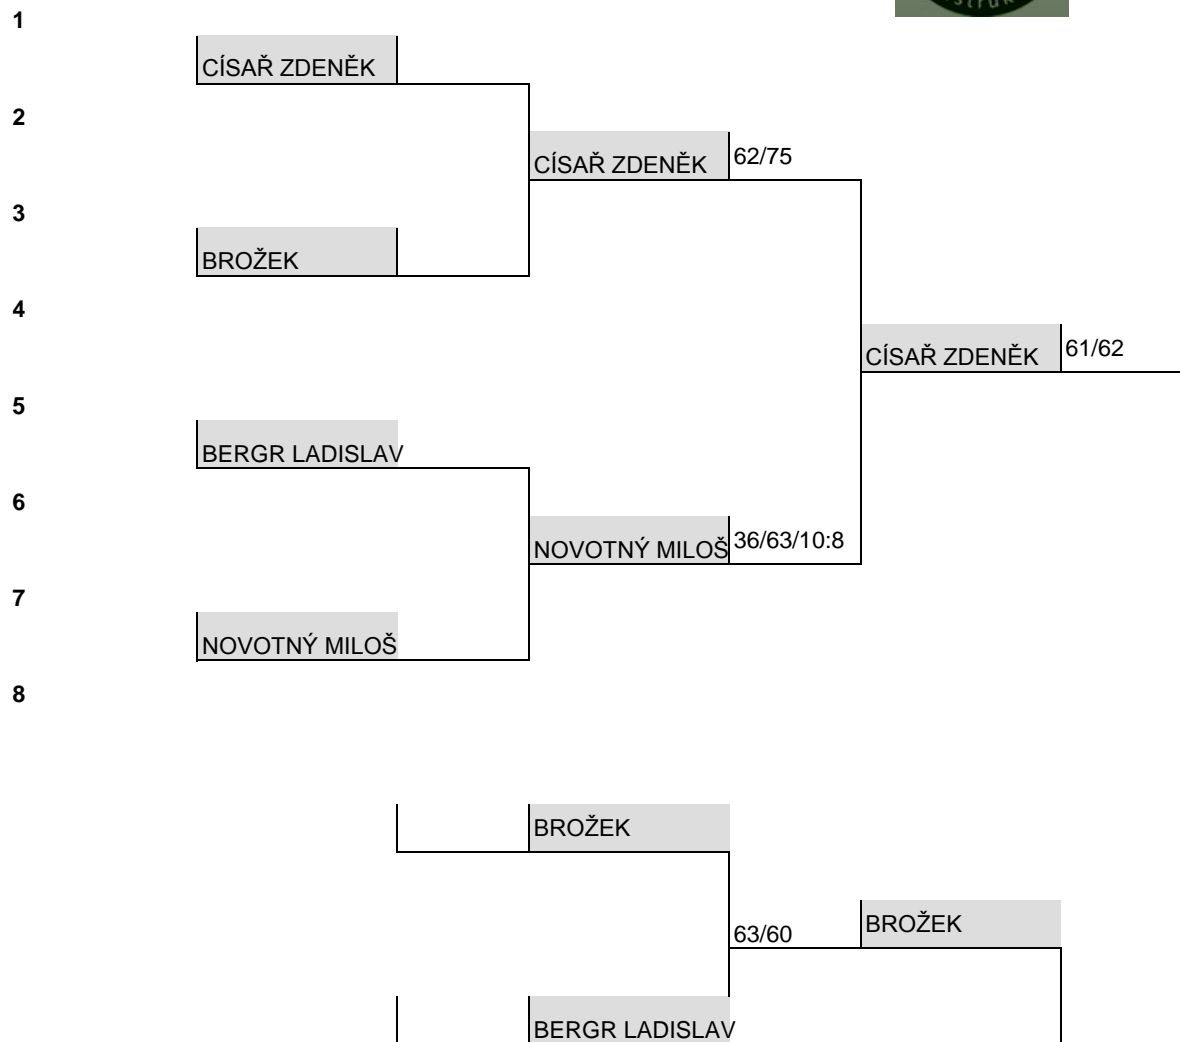 1
CÍSAŘ ZDENĚK
2
CÍSAŘ ZDENĚK 62/75
3
BROŽEK
4
CÍSAŘ ZDENĚK 61/62
5
BERGR LADISLAV
6
NOVOTNÝ MILOŠ 36/63/10:8
7
NOVOTNÝ MILOŠ
8
BROŽEK
63/60 BROŽEK
BERGR LADISLAV